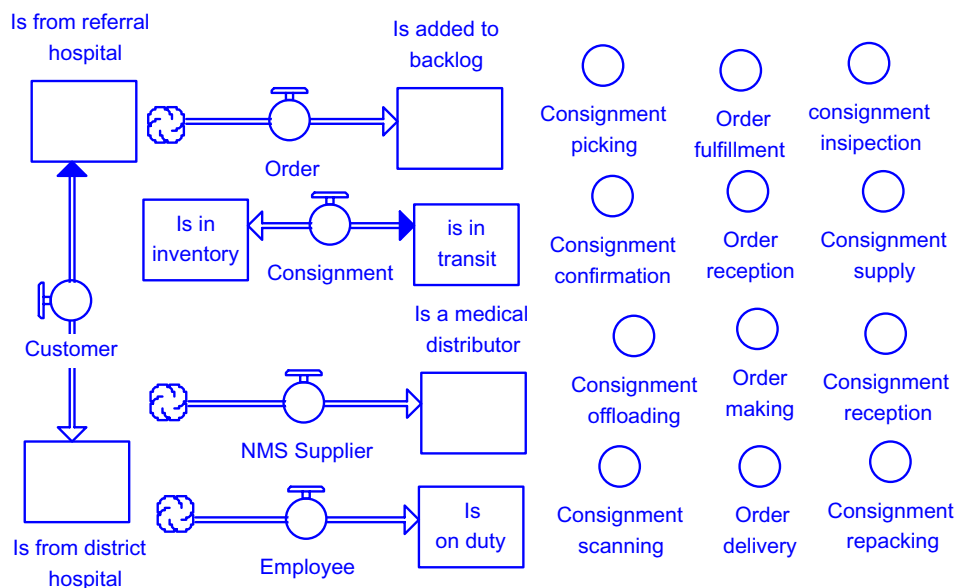 Is from referral
hospital
Is added to
backlog
Order
Is in
inventory
Consignment
is in
transit
Customer
Is a medical
distributor
NMS Supplier
Is from district
hospital
Employee
Is
on duty
Consignment
picking
Order
fulfillment
consignment
insipection
Consignment
confirmation
Order
reception
Consignment
supply
Consignment
offloading
Order
making
Consignment
reception
Consignment
scanning
Order
delivery
Consignment
repacking